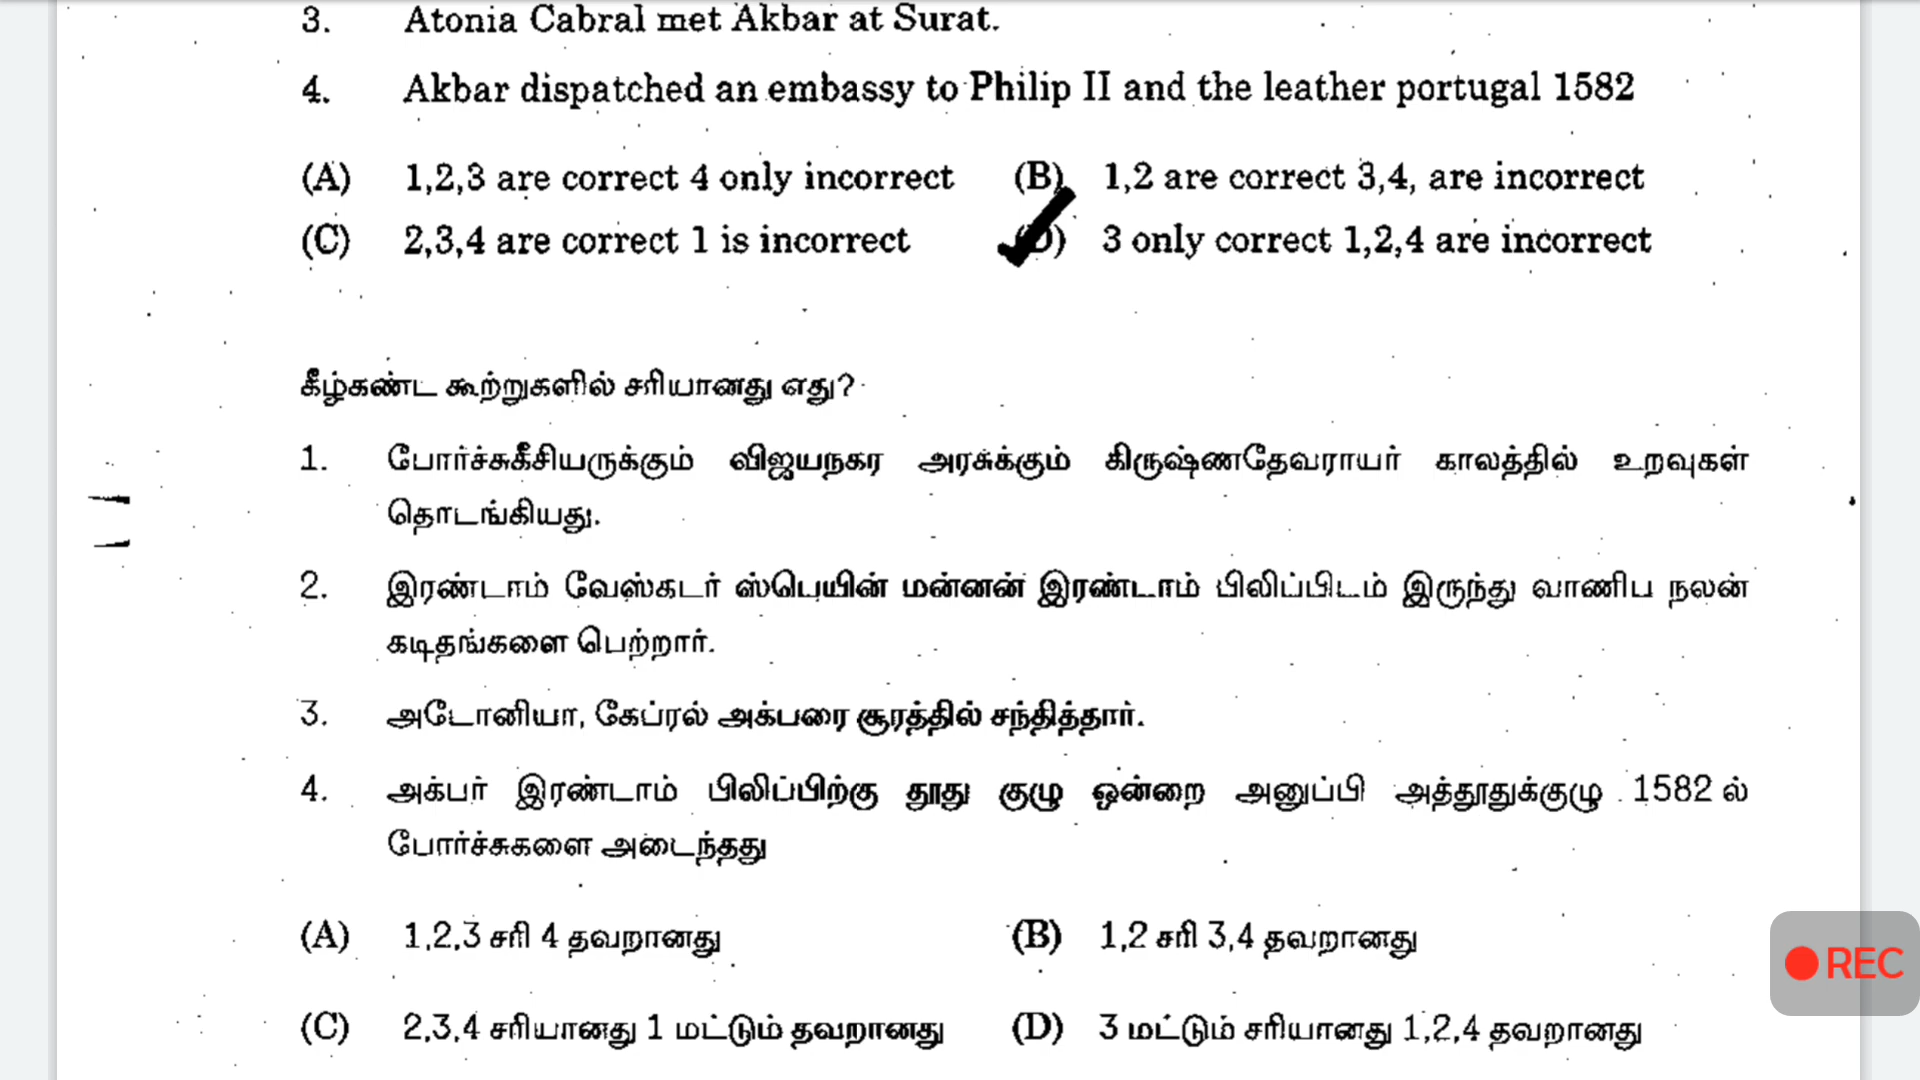 3. Atonia Cabral met Akbar at Surat.
4. Akbar dispatched an embassy to Philip II and the leather portugal 1582
(A) 1,2,3 are correct 4 only incorrect (B) 1,2 are correct 3,4, are incorrect
(C) 2,3,4 are correct 1 is incorrect (D) 3 only correct 1,2,4 are incorrect
கீழ்கண்ட கூற்றுகளில் சரியானது எது?
1. போர்ச்சுகீசியருக்கும் விஜயநகர அரசுக்கும் கிருஷ்ணதேவராயர் காலத்தில் உறவுகள்
தொடங்கியது.
2. இரண்டாம் வேஸ்கடர் ஸ்பெயின் மன்னன் இரண்டாம் பிலிப்பிடம் இருந்து வாணிப நலன்
கடிதங்களை பெற்றார்.
3. அடோனியா, கேப்ரல் அக்பரை சூரத்தில் சந்தித்தார்.
4. அக்பர் இரண்டாம் பிலிப்பிற்கு தூது குழு ஒன்றை அனுப்பி அத்தூதுக்குழு 1582 ல்
போர்ச்சுகளை அடைந்தது
(A) 1,2,3 சரி 4 தவறானது (B) 1,2 சரி 3,4 தவறானது
(C) 2,3,4 சரியானது 1 மட்டும் தவறானது (D) 3 மட்டும் சரியானது 1,2,4 தவறானது
REC